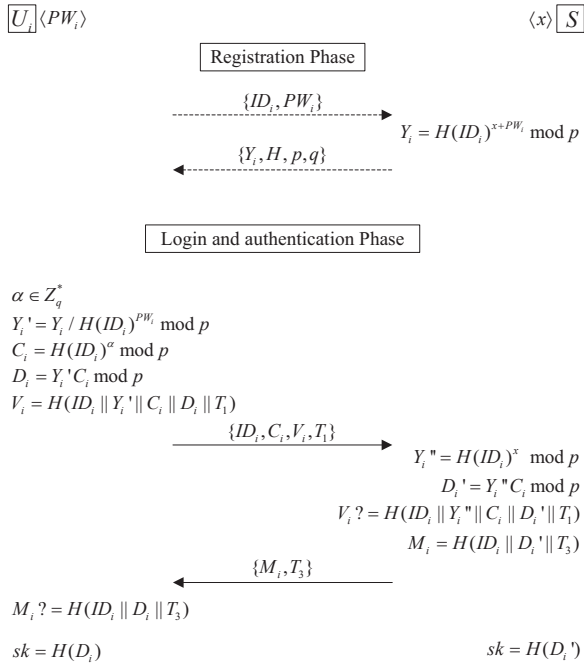 U_i ⟨PW_i⟩ ⟨x⟩ S
Registration Phase
{ID_i, PW_i}
Y_i = H(ID_i)^{x+PW_i} mod p
{Y_i, H, p, q}
Login and authentication Phase
α ∈ Z_q^*
Y_i' = Y_i / H(ID_i)^{PW_i} mod p
C_i = H(ID_i)^α mod p
D_i = Y_i'C_i mod p
V_i = H(ID_i || Y_i' || C_i || D_i || T_1)
{ID_i, C_i, V_i, T_1}
Y_i'' = H(ID_i)^x mod p
D_i' = Y_i''C_i mod p
V_i ? = H(ID_i || Y_i'' || C_i || D_i' || T_1)
M_i = H(ID_i || D_i' || T_3)
{M_i, T_3}
M_i ? = H(ID_i || D_i || T_3)
sk = H(D_i) sk = H(D_i')